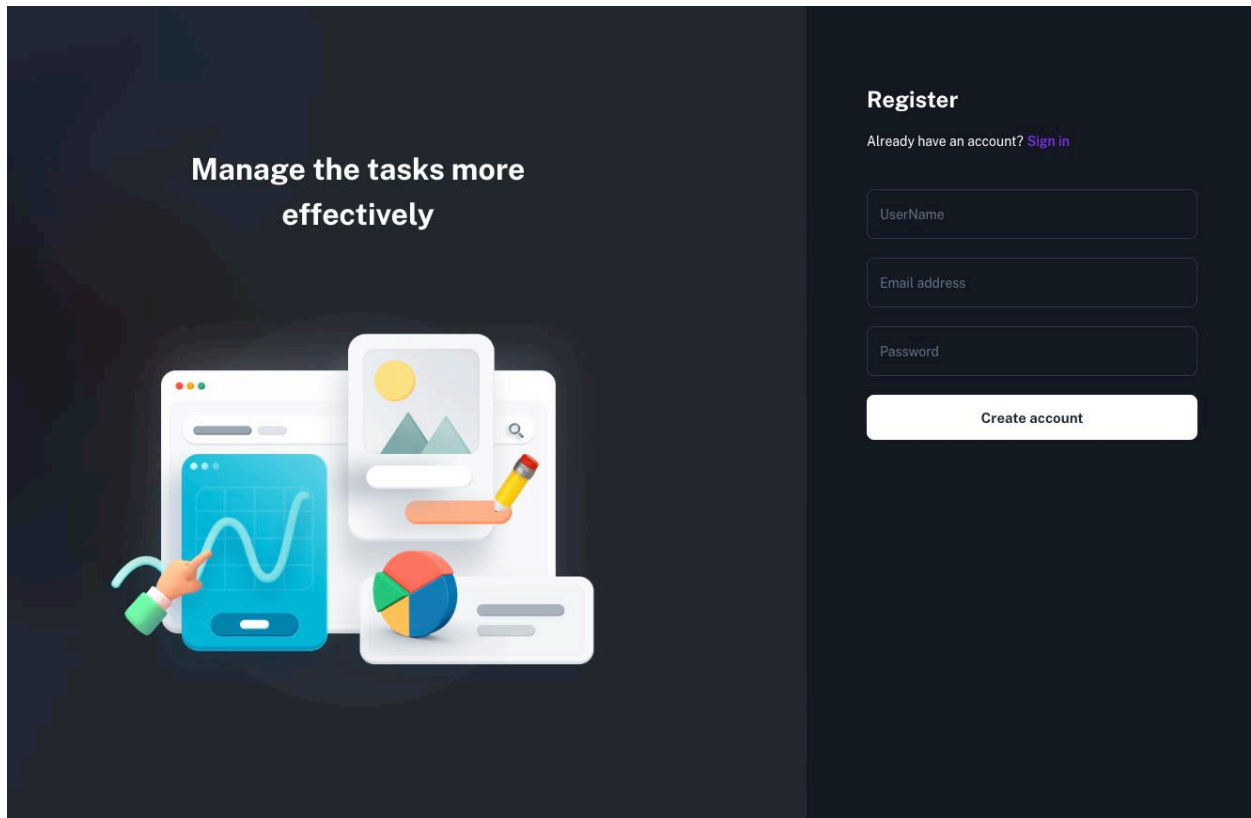 Manage the tasks more
effectively
Register
Already have an account? Sign in
UserName
Email address
Password
Create account